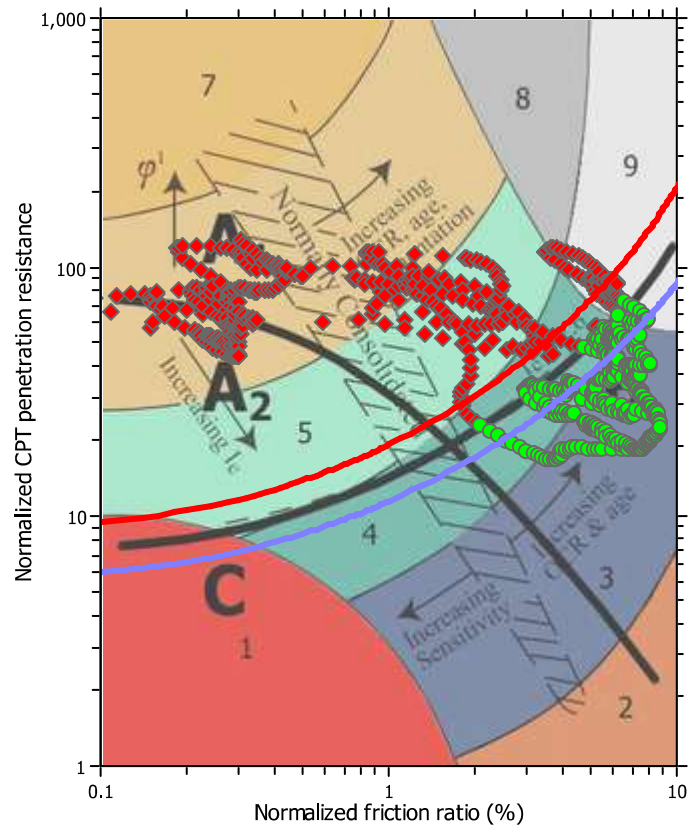 1,000
7
8
9
φ'
Increasing
OCR, age,
cementation
A1
Normally Consolidated
Normalized CPT penetration resistance
100
A2
Increasing Ic
5
10
4
Increasing
OCR & age
3
C
Increasing
Sensitivity
1
2
1
0.1
1
10
Normalized friction ratio (%)